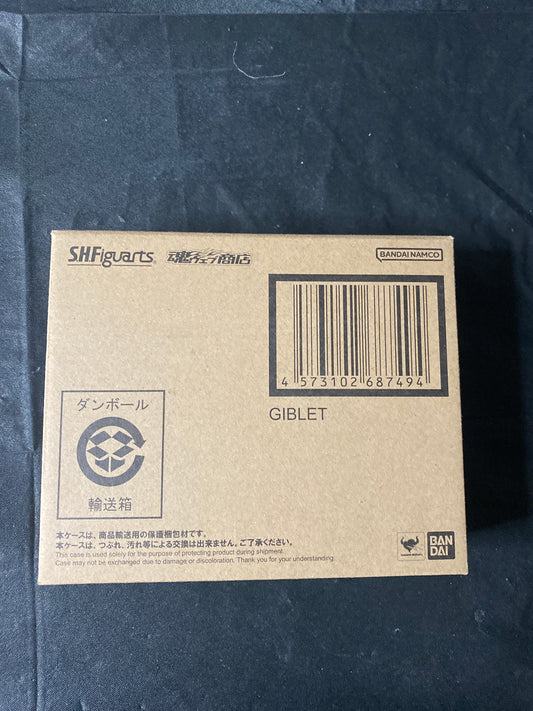 S.H.Figuarts 魂ウェブ商店
BANDAI NAMCO
4 573102 687494
GIBLET
ダンボール
輸送箱
本ケースは、商品輸送用の保護梱包材です。
本ケースは、つぶれ、汚れ等による交換は出来ません。ご了承ください。
This case is used solely for the purpose of protecting product during shipment.
Case may not be exchanged due to damage or discoloration. Thank you for your understanding.
BAN
DAI